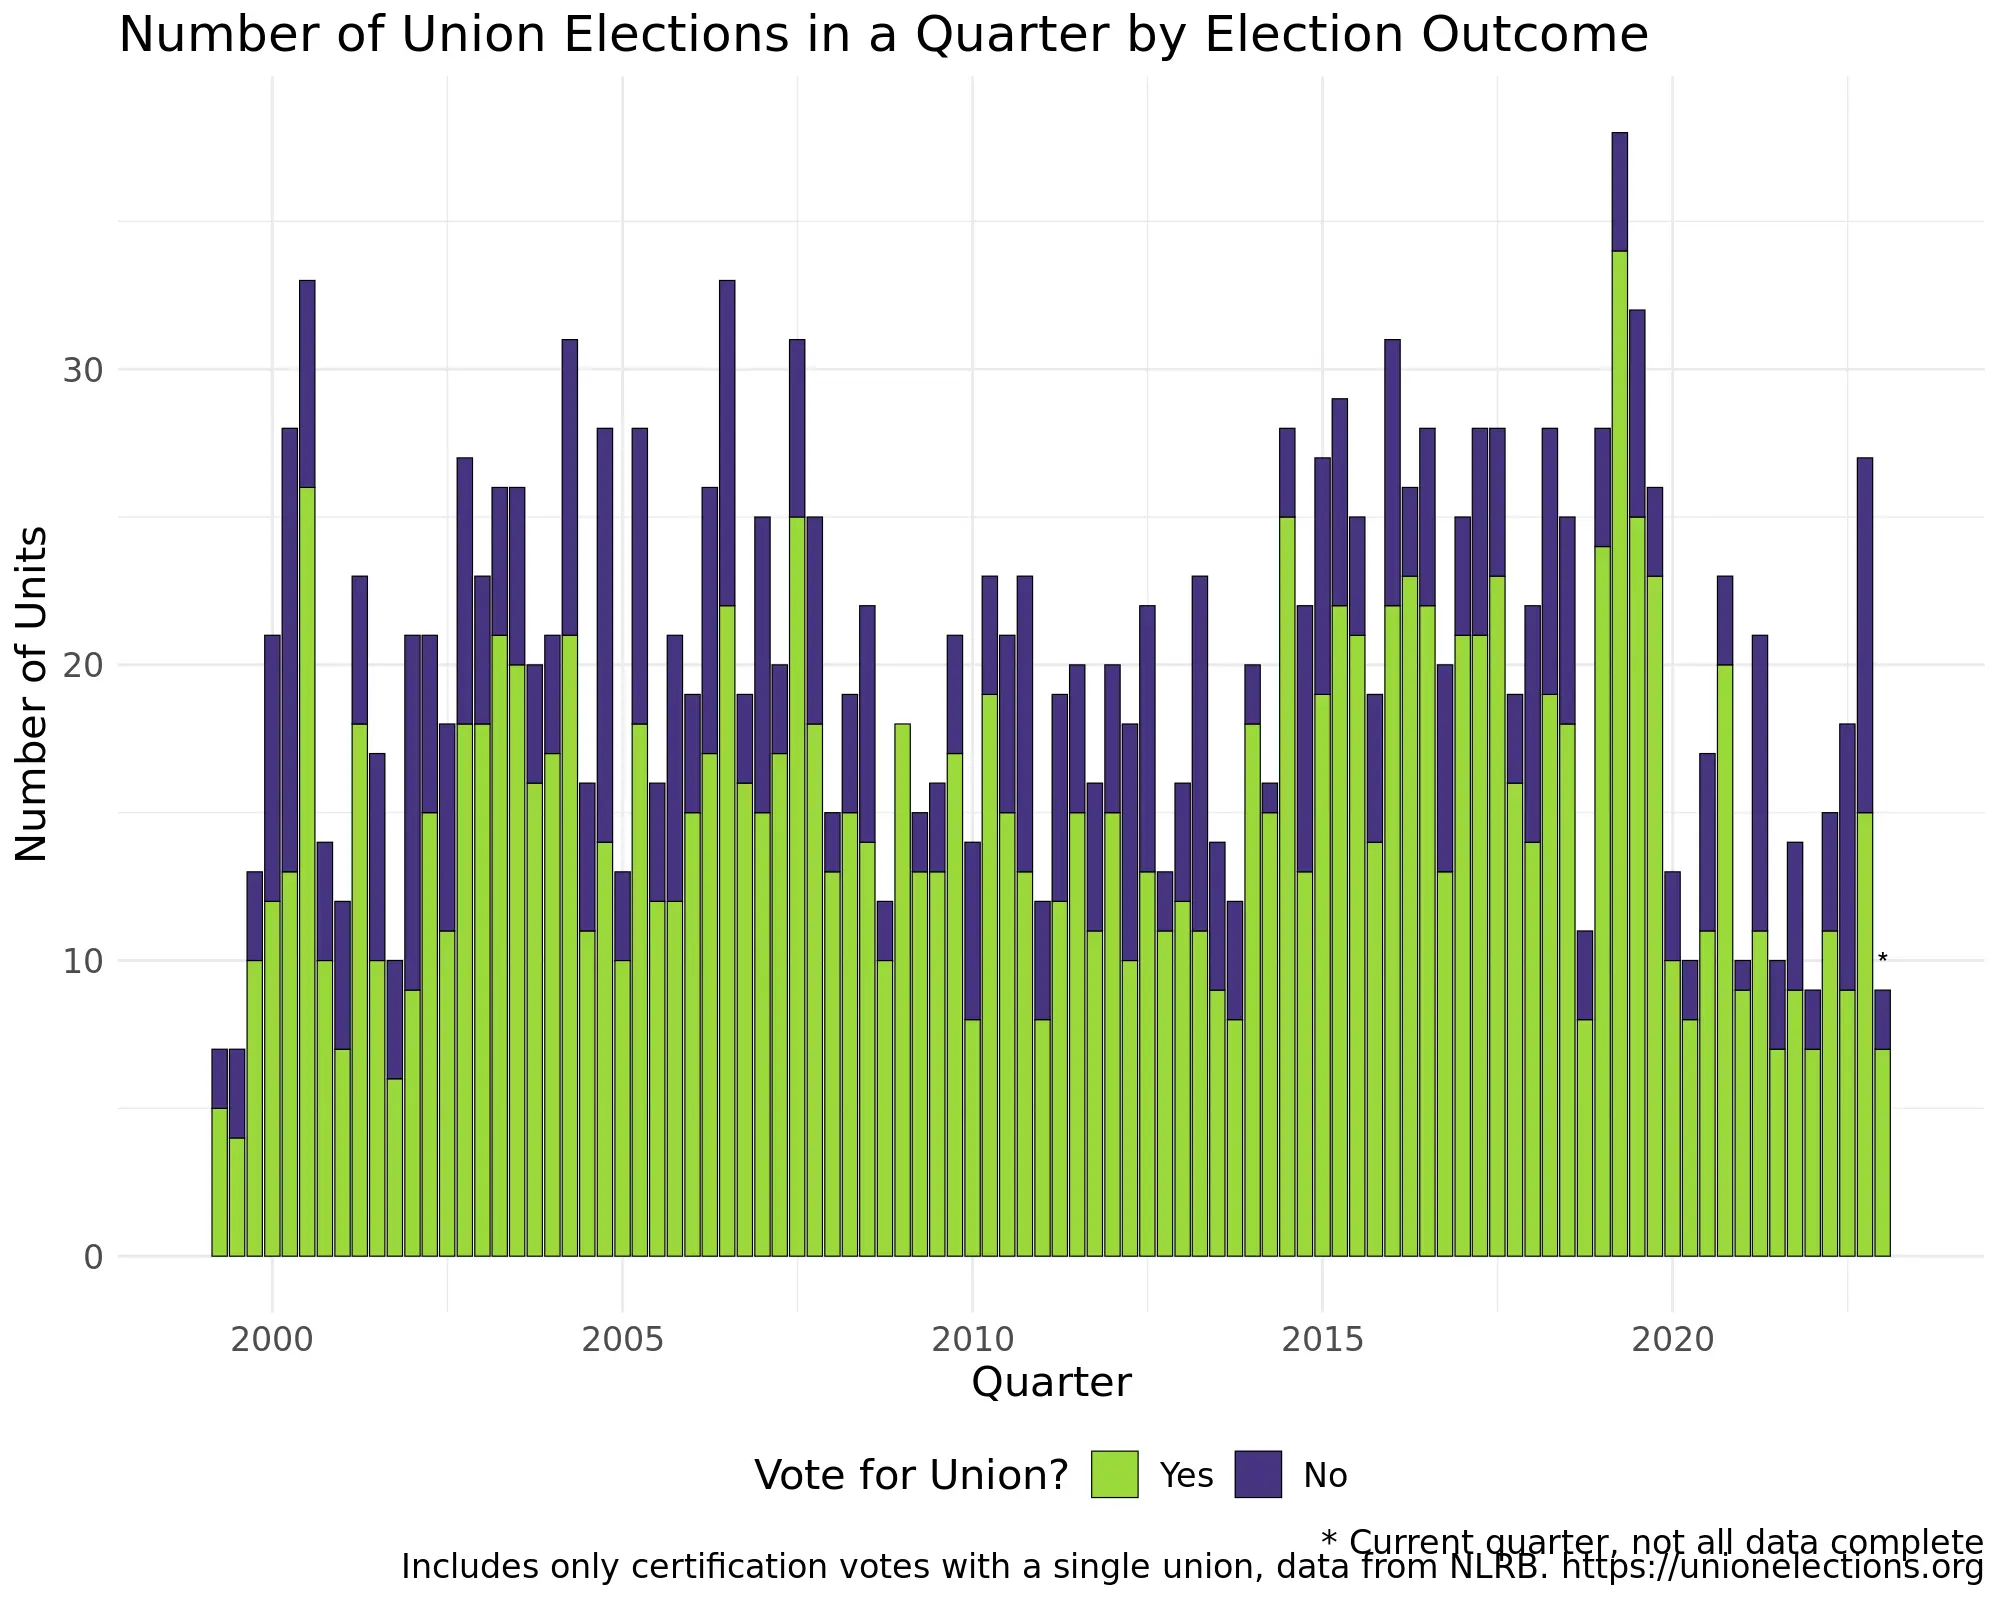 Number of Union Elections in a Quarter by Election Outcome
Number of Units
30
20
10
0
*
2000 2005 2010 2015 2020
Quarter
Vote for Union? Yes No
* Current quarter, not all data complete
Includes only certification votes with a single union, data from NLRB. https://unionelections.org